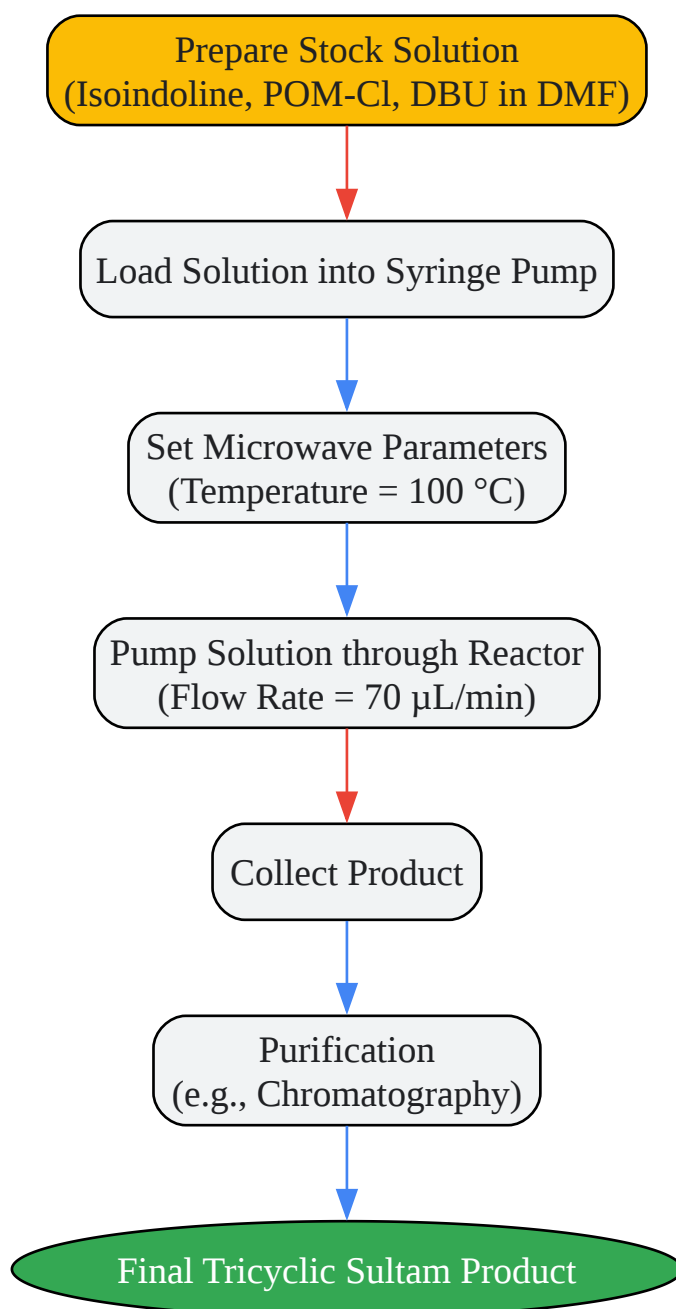 Prepare Stock Solution
(Isoindoline, POM-Cl, DBU in DMF)
Load Solution into Syringe Pump
Set Microwave Parameters
(Temperature = 100 °C)
Pump Solution through Reactor
(Flow Rate = 70 µL/min)
Collect Product
Purification
(e.g., Chromatography)
Final Tricyclic Sultam Product